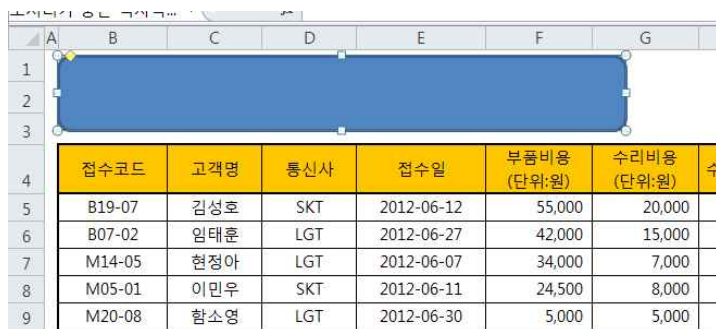 A B C D E F G
1
2
3
4 접수코드 고객명 통신사 접수일 부품비용 (단위:원) 수리비용 (단위:원)
5 B19-07 김성호 SKT 2012-06-12 55,000 20,000
6 B07-02 임태훈 LGT 2012-06-27 42,000 15,000
7 M14-05 현정아 LGT 2012-06-07 34,000 7,000
8 M05-01 이민우 SKT 2012-06-11 24,500 8,000
9 M20-08 함소영 LGT 2012-06-30 5,000 5,000